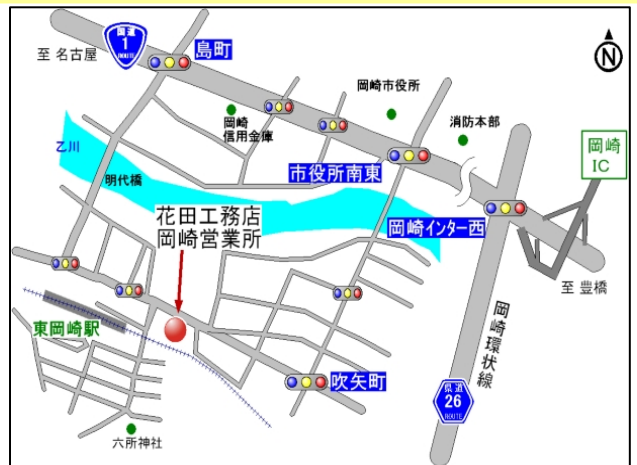 国道
1
ROUTE
至 名古屋
島町
N
岡崎市役所
消防本部
岡崎
信用金庫
岡崎
IC
乙川
明代橋
市役所南東
花田工務店
岡崎営業所
岡崎インター西
至 豊橋
岡崎環状線
東岡崎駅
吹矢町
県道
26
ROUTE
六所神社